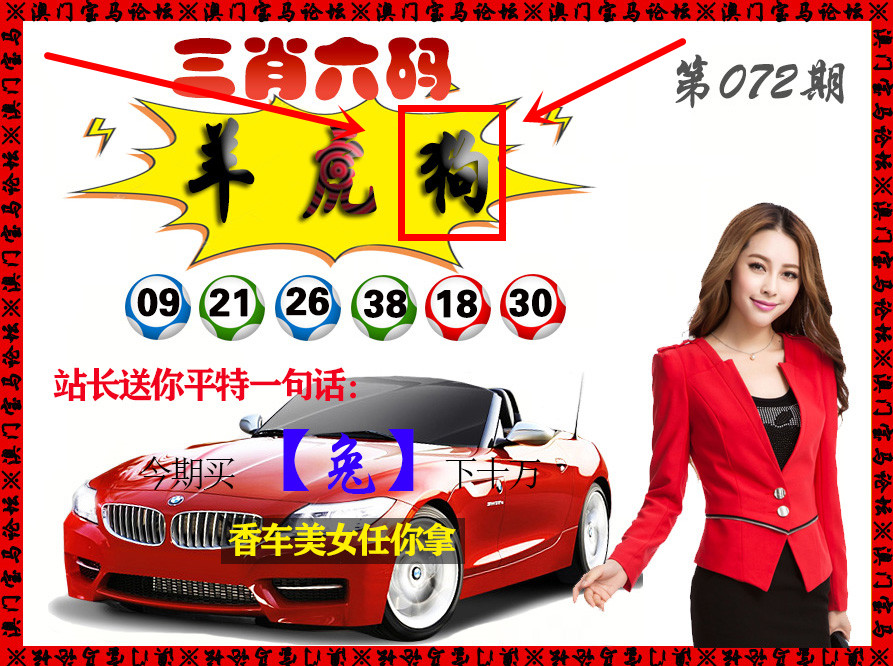 ※澳门宝马论坛※澳门宝马论坛※澳门宝马论坛※澳门宝马论坛※澳门宝马论坛※
三肖六码
第072期
羊 虎 狗
09 21 26 38 18 30
站长送你平特一句话：
今期买【兔】下十万
香车美女任你拿